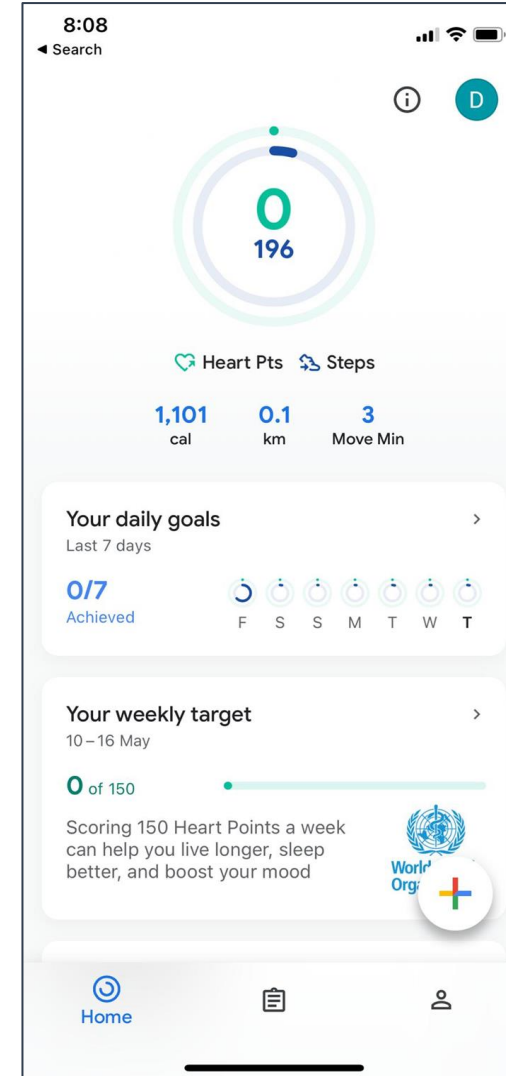 8:08
◄ Search
D
0
196
Heart Pts Steps
1,101 0.1 3
cal km Move Min
Your daily goals
Last 7 days
0/7
Achieved
F S S M T W T
Your weekly target
10 – 16 May
0 of 150
Scoring 150 Heart Points a week
can help you live longer, sleep
better, and boost your mood
Home